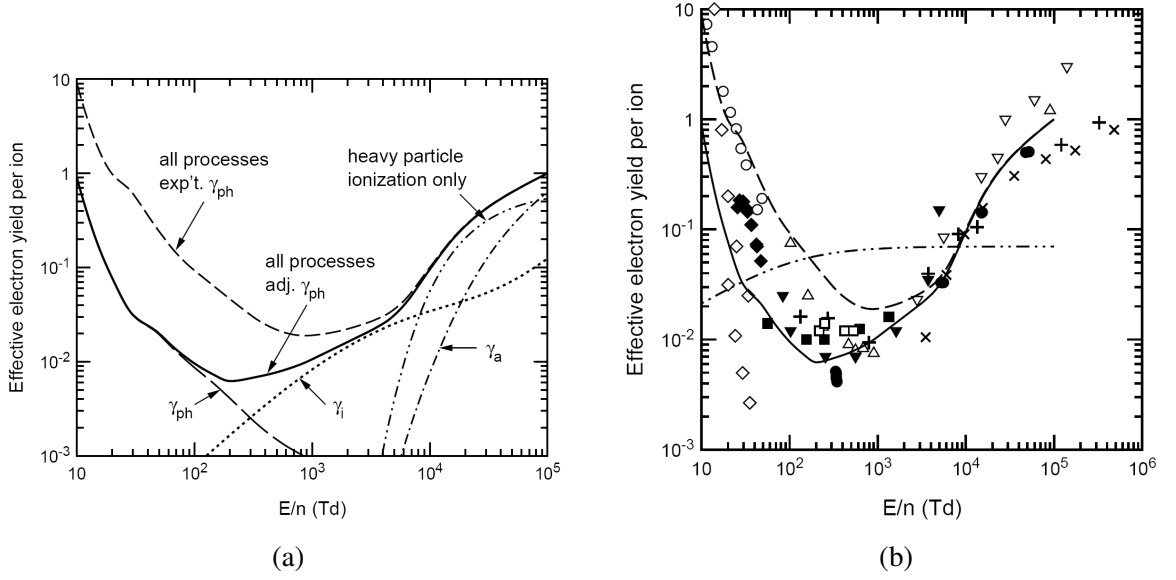 10
1
10⁻¹
10⁻²
10⁻³
Effective electron yield per ion
all processes
exp't. γph
heavy particle
ionization only
all processes
adj. γph
γph
γi
γa
10
10²
10³
10⁴
10⁵
E/n (Td)
(a)
10
1
10⁻¹
10⁻²
10⁻³
Effective electron yield per ion
10
10²
10³
10⁴
10⁵
10⁶
E/n (Td)
(b)